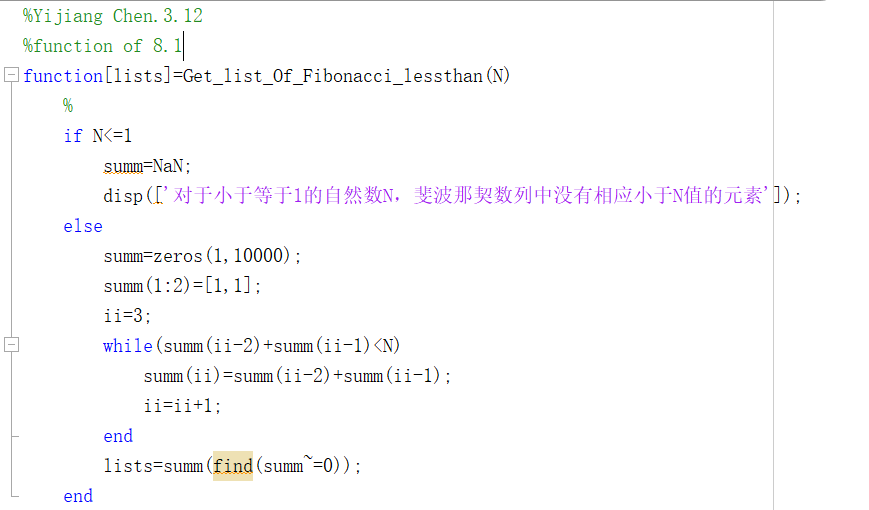 %Yijiang Chen.3.12
%function of 8.1
function[lists]=Get_list_Of_Fibonacci_lessthan(N)
%
if N<=1
summ=NaN;
disp(['对于小于等于1的自然数N，斐波那契数列中没有相应小于N值的元素']);
else
summ=zeros(1,10000);
summ(1:2)=[1,1];
ii=3;
while(summ(ii-2)+summ(ii-1)<N)
summ(ii)=summ(ii-2)+summ(ii-1);
ii=ii+1;
end
lists=summ(find(summ~=0));
end